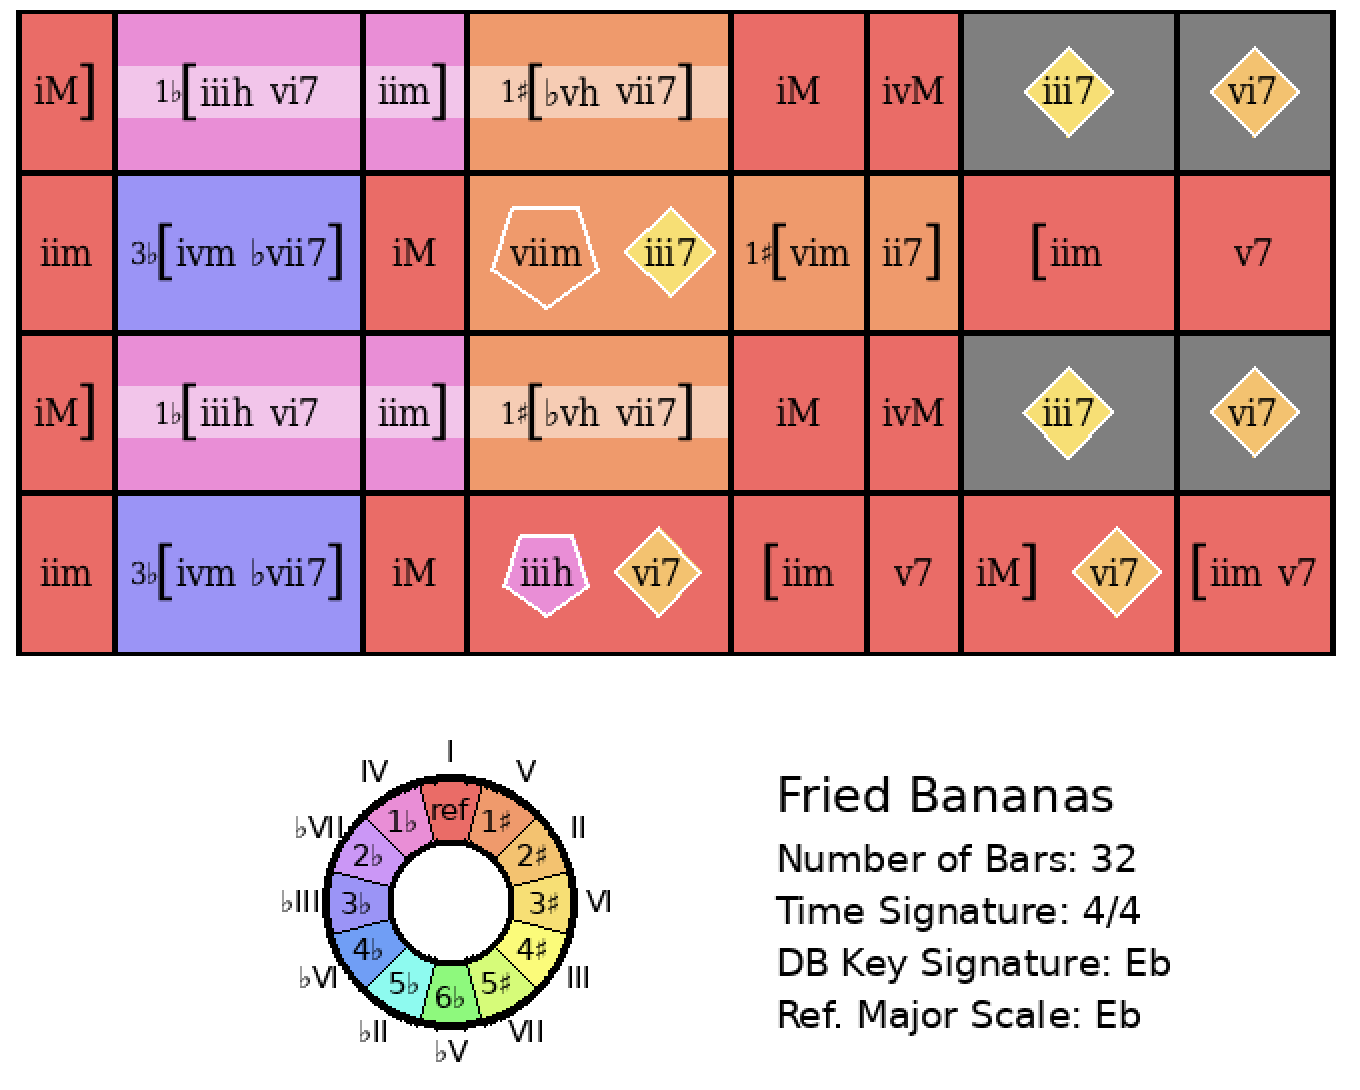 iM] 1♭[iiih vi7 iim] 1♯[♭vh vii7] iM ivM iii7 vi7
iim 3♭[ivm ♭vii7] iM viim iii7 1♯[vim ii7] [iim v7
iM] 1♭[iiih vi7 iim] 1♯[♭vh vii7] iM ivM iii7 vi7
iim 3♭[ivm ♭vii7] iM iiih vi7 [iim v7 iM] vi7 [iim v7
I
IV V
ref
1♭ 1♯
♭VII II
2♭ 2♯
♭III 3♭ 3♯ VI
4♭ 4♯
♭VI III
5♭ 6♭ 5♯
♭II VII
♭V
Fried Bananas
Number of Bars: 32
Time Signature: 4/4
DB Key Signature: Eb
Ref. Major Scale: Eb